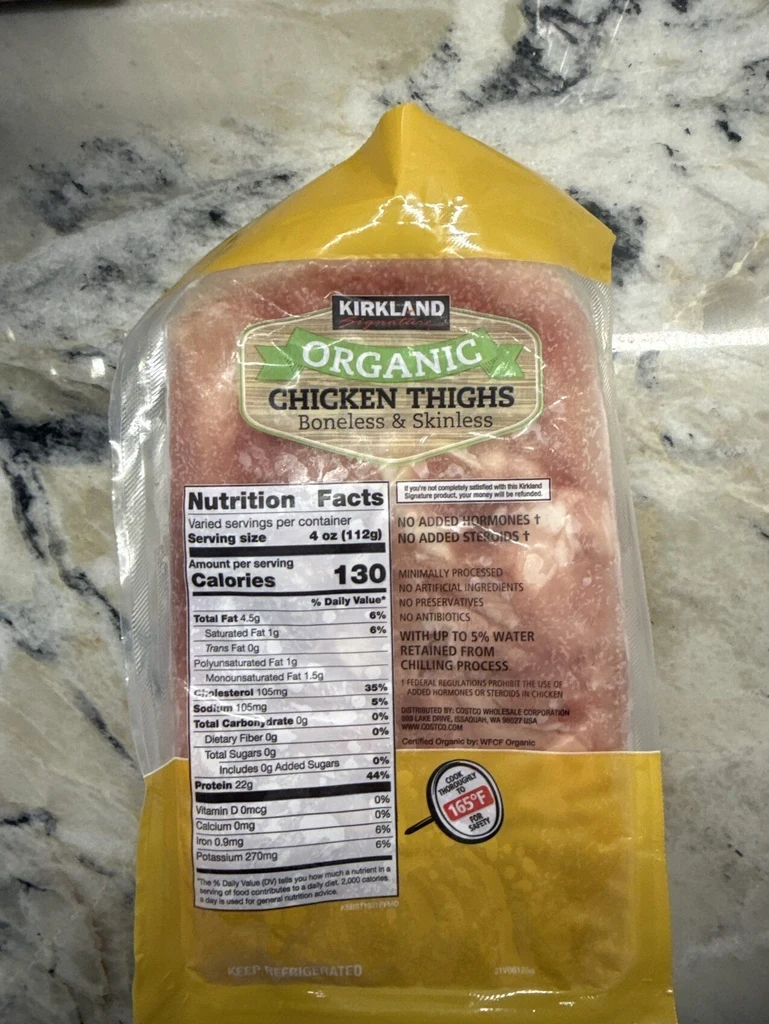 KIRKLAND
Signature
ORGANIC
CHICKEN THIGHS
Boneless & Skinless
Nutrition Facts
Varied servings per container
Serving size 4 oz (112g)
Amount per serving
Calories 130
% Daily Value*
Total Fat 4.5g 6%
Saturated Fat 1g 6%
Trans Fat 0g
Polyunsaturated Fat 1g
Monounsaturated Fat 1.5g
Cholesterol 105mg 35%
Sodium 105mg 5%
Total Carbohydrate 0g 0%
Dietary Fiber 0g 0%
Total Sugars 0g
Includes 0g Added Sugars 0%
Protein 22g 44%
Vitamin D 0mcg 0%
Calcium 0mg 0%
Iron 0.9mg 6%
Potassium 270mg 6%
*The % Daily Value (DV) tells you how much a nutrient in a
serving of food contributes to a daily diet. 2,000 calories
a day is used for general nutrition advice.
If you're not completely satisfied with this Kirkland
Signature product, your money will be refunded.
NO ADDED HORMONES †
NO ADDED STEROIDS †
MINIMALLY PROCESSED
NO ARTIFICIAL INGREDIENTS
NO PRESERVATIVES
NO ANTIBIOTICS
WITH UP TO 5% WATER
RETAINED FROM
CHILLING PROCESS
† FEDERAL REGULATIONS PROHIBIT THE USE OF
ADDED HORMONES OR STEROIDS IN CHICKEN
DISTRIBUTED BY: COSTCO WHOLESALE CORPORATION
999 LAKE DRIVE, ISSAQUAH, WA 98027 USA
WWW.COSTCO.COM
Certified Organic by: WFCF Organic
COOK
THOROUGHLY
TO
165°F
FOR
SAFETY
KEEP REFRIGERATED